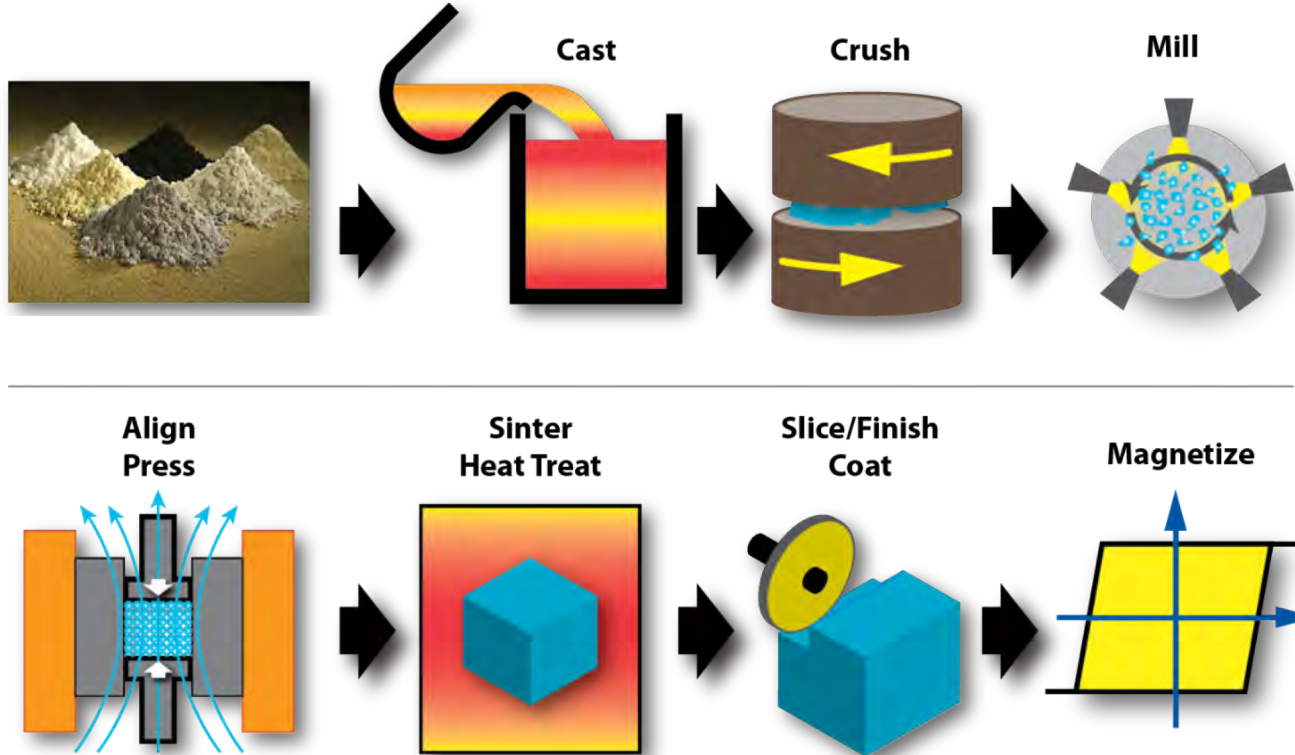 Cast
Crush
Mill
Align
Press
Sinter
Heat Treat
Slice/Finish
Coat
Magnetize